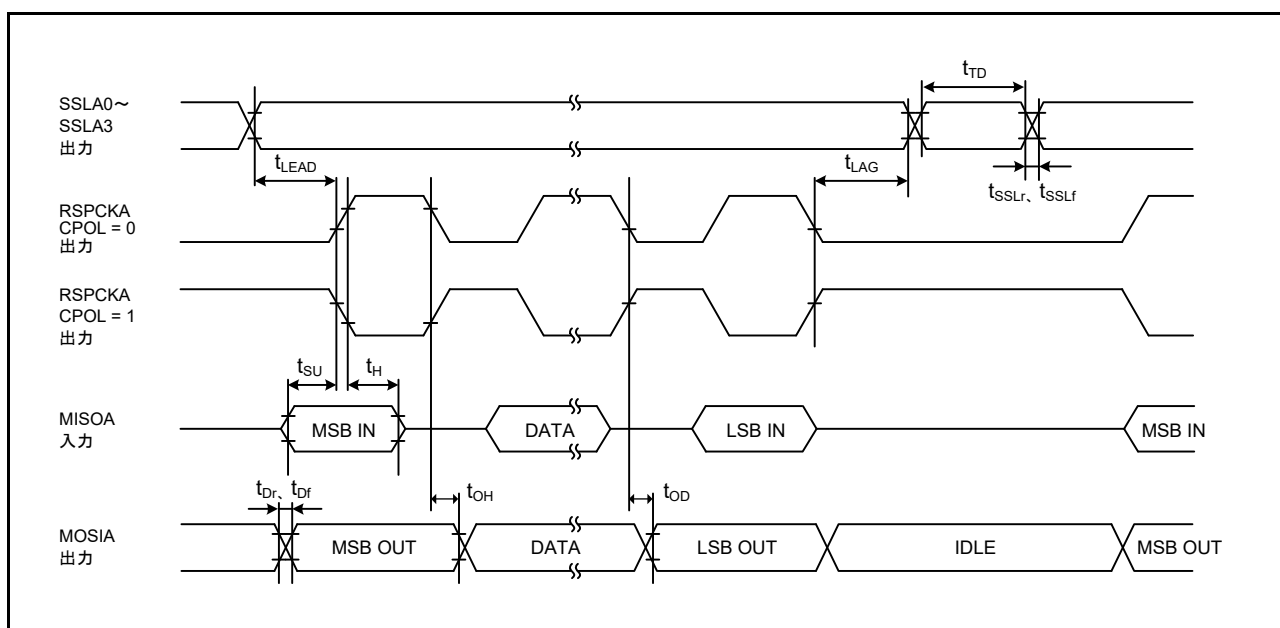 SSLA0～
SSLA3
出力
tTD
tLEAD
tLAG
tSSLr、tSSLf
RSPCKA
CPOL = 0
出力
RSPCKA
CPOL = 1
出力
tSU
tH
MISOA
入力
MSB IN
DATA
LSB IN
MSB IN
tDr、tDf
tOH
tOD
MOSIA
出力
MSB OUT
DATA
LSB OUT
IDLE
MSB OUT